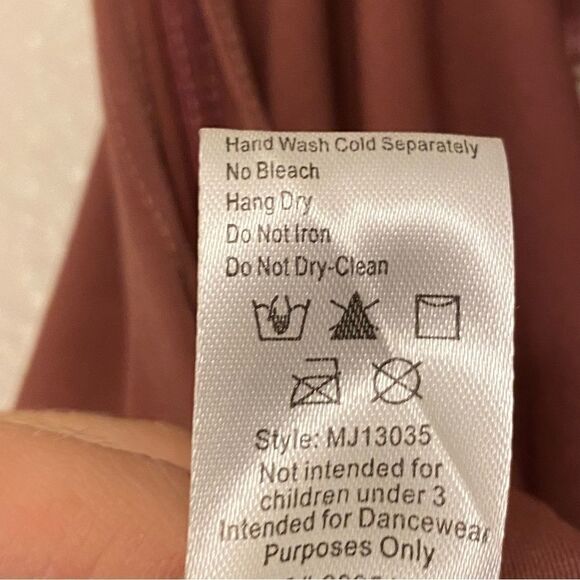 Hand Wash Cold Separately
No Bleach
Hang Dry
Do Not Iron
Do Not Dry-Clean
Style: MJ13035
Not intended for
children under 3
Intended for Dancewear
Purposes Only